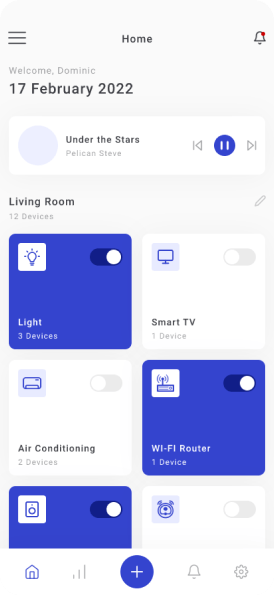 Home
Welcome, Dominic
17 February 2022
Under the Stars
Pelican Steve
Living Room
12 Devices
Light
3 Devices
Smart TV
1 Device
Air Conditioning
2 Devices
WI-FI Router
1 Device